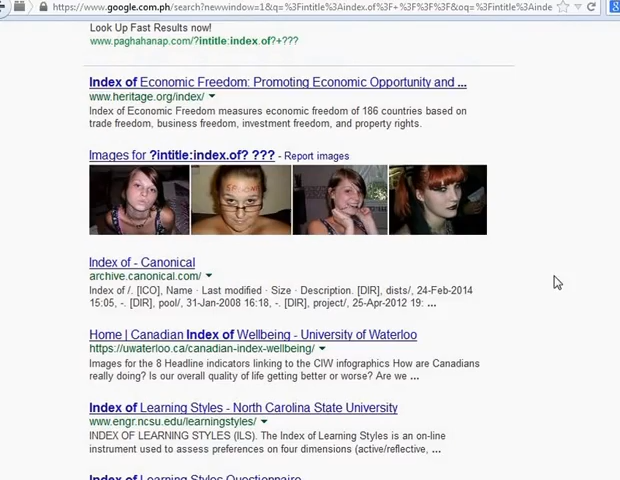 www.google.com.ph/search?newwindow=1&q=%3Fintitle%3Aindex.of%3F+%3F%3F%3F&oq=%3Fintitle%3Ainde
Look Up Fast Results now!
www.paghahanap.com/?intitle:index.of?+???
Index of Economic Freedom: Promoting Economic Opportunity and ...
www.heritage.org/index/
Index of Economic Freedom measures economic freedom of 186 countries based on
trade freedom, business freedom, investment freedom, and property rights.
Images for ?intitle:index.of? ??? - Report images
Index of - Canonical
archive.canonical.com/
Index of /. [ICO], Name · Last modified · Size · Description. [DIR], dists/, 24-Feb-2014
15:05, -. [DIR], pool/, 31-Jan-2008 16:18, -. [DIR], project/, 25-Apr-2012 19: ...
Home | Canadian Index of Wellbeing - University of Waterloo
https://uwaterloo.ca/canadian-index-wellbeing/
Images for the 8 Headline indicators linking to the CIW infographics How are Canadians
really doing? Is our overall quality of life getting better or worse? Are we ...
Index of Learning Styles - North Carolina State University
www.engr.ncsu.edu/learningstyles/
INDEX OF LEARNING STYLES (ILS). The Index of Learning Styles is an on-line
instrument used to assess preferences on four dimensions (active/reflective, ...
Index of Learning Styles Questionnaire